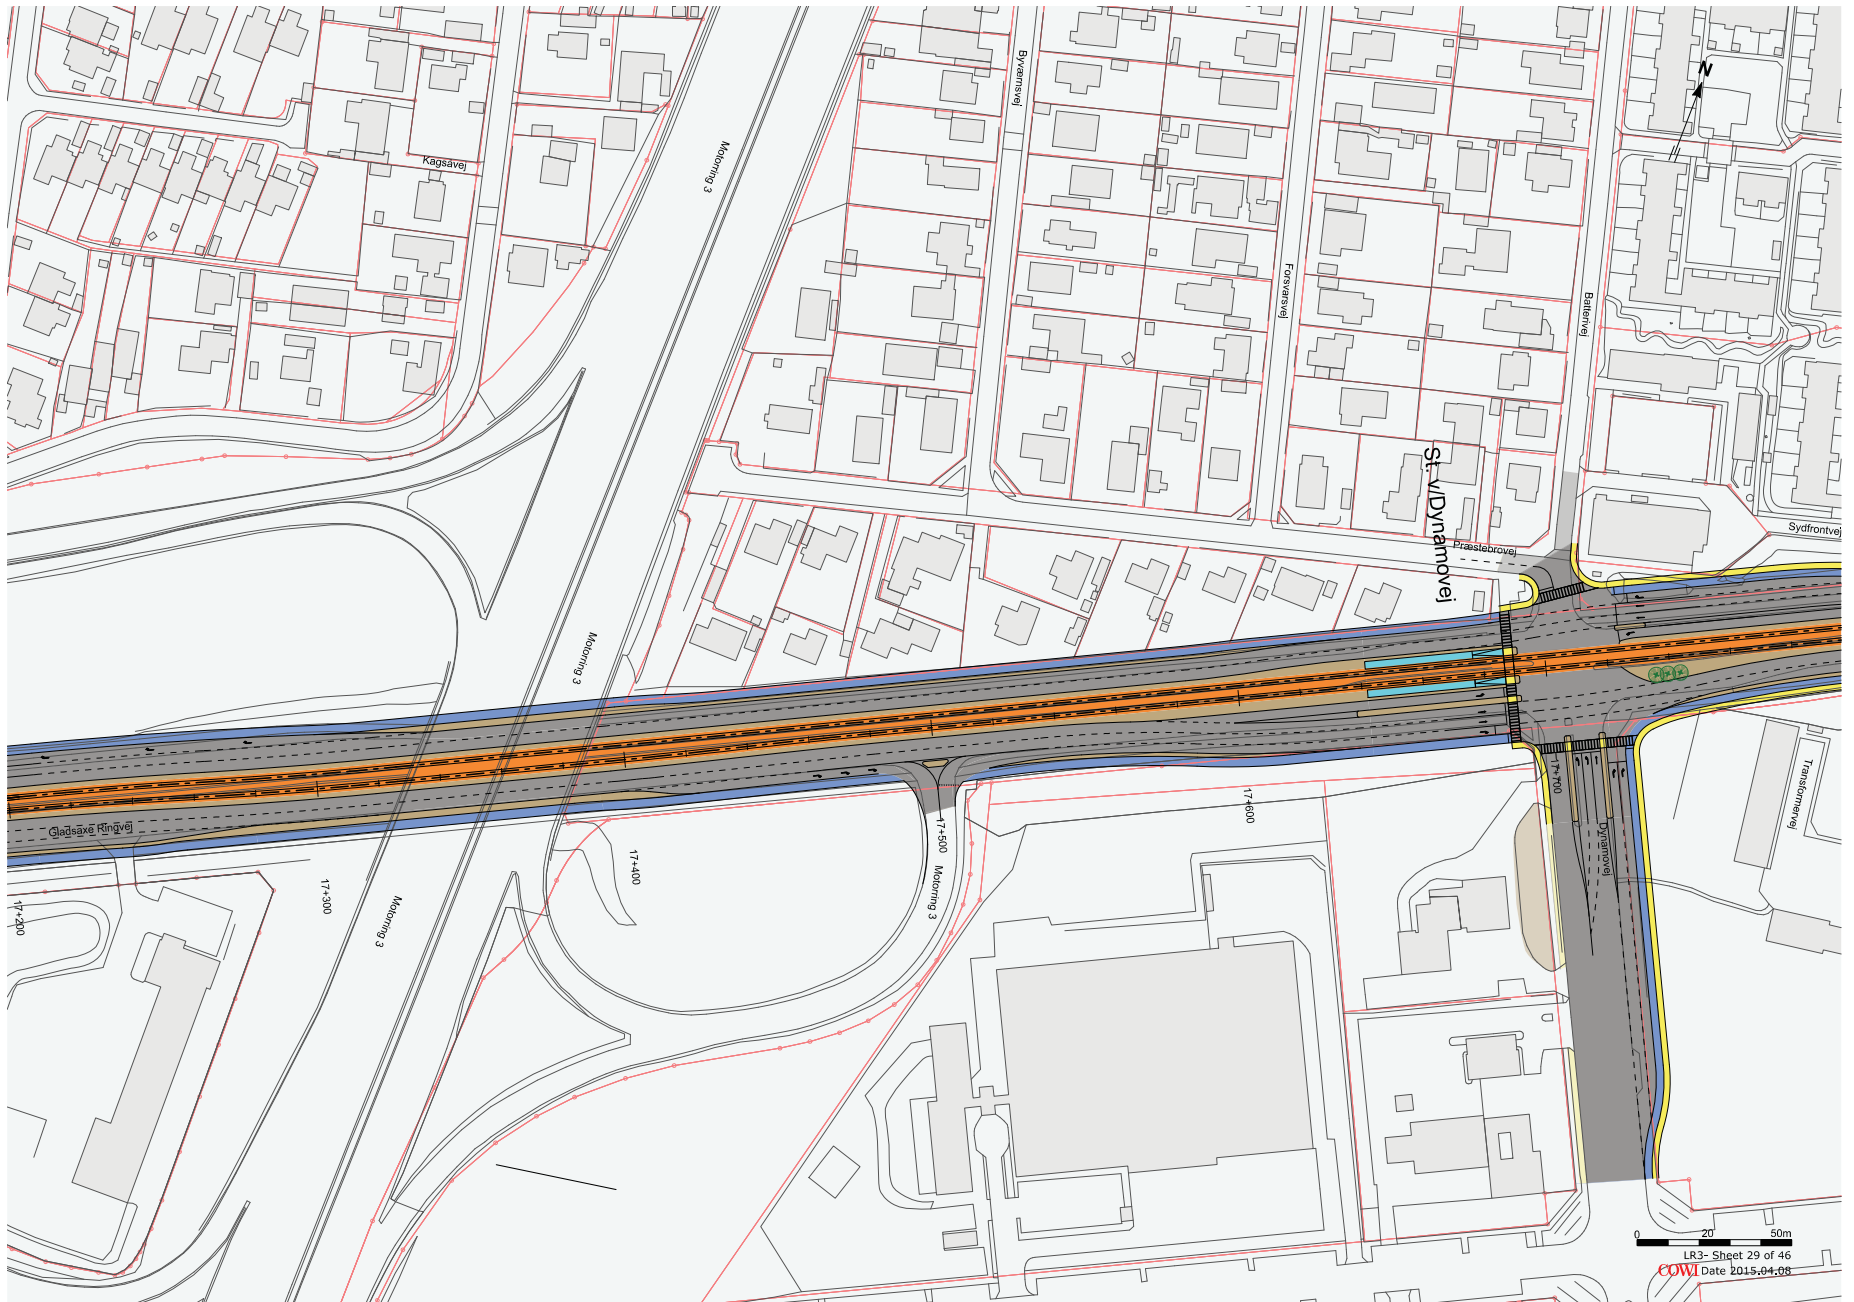 N
Byværnsvej
Motorring 3
Kagsåvej
Forsvarsvej
Batterivej
St. v/Dynamovej
Sydfrontvej
Præstebrovej
Motorring 3
Gladsaxe Ringvej
17+200
17+300
17+400
17+500
17+600
17+700
Motorring 3
Motorring 3
Dynamovej
Transformervej
0 20 50m
LR3- Sheet 29 of 46
COWI Date 2015.04.08